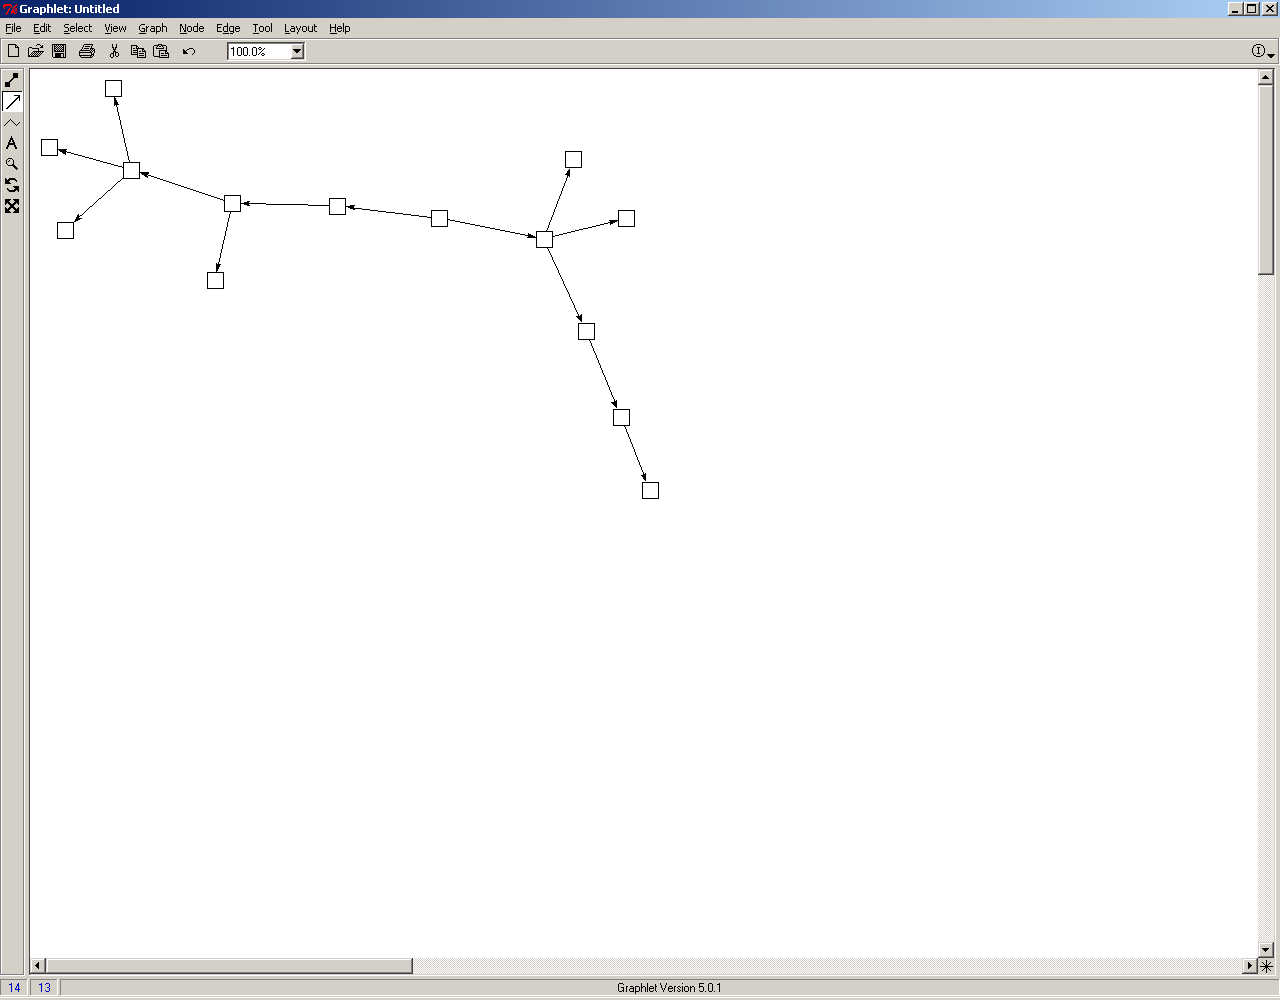 Graphlet: Untitled
File Edit Select View Graph Node Edge Tool Layout Help
100.0%
A
14 13 Graphlet Version 5.0.1